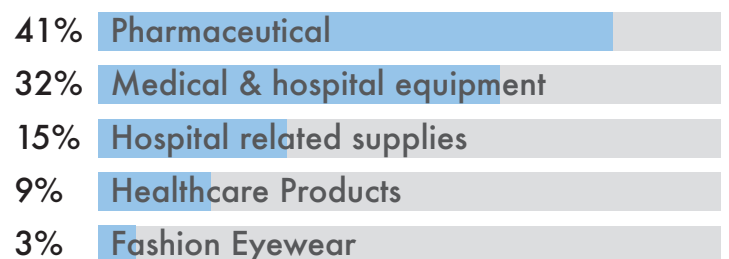 41% Pharmaceutical
32% Medical & hospital equipment
15% Hospital related supplies
9% Healthcare Products
3% Fashion Eyewear